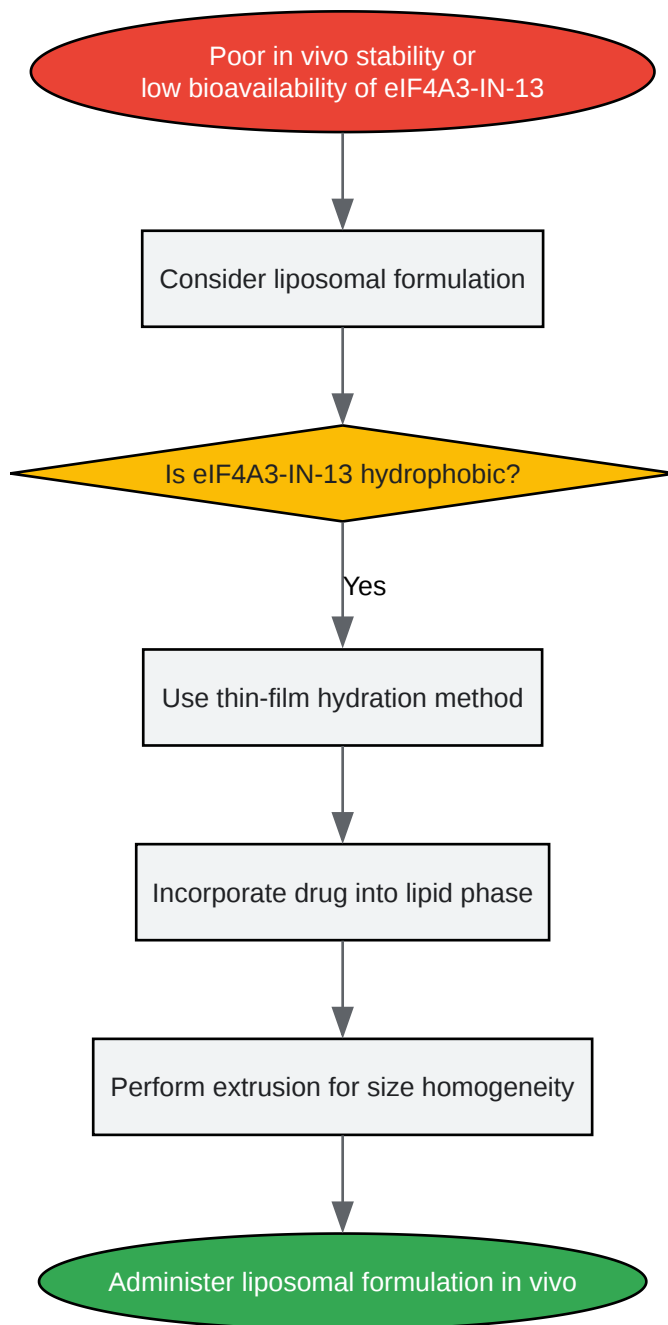 Poor in vivo stability or
low bioavailability of eIF4A3-IN-13
Consider liposomal formulation
Is eIF4A3-IN-13 hydrophobic?
Yes
Use thin-film hydration method
Incorporate drug into lipid phase
Perform extrusion for size homogeneity
Administer liposomal formulation in vivo